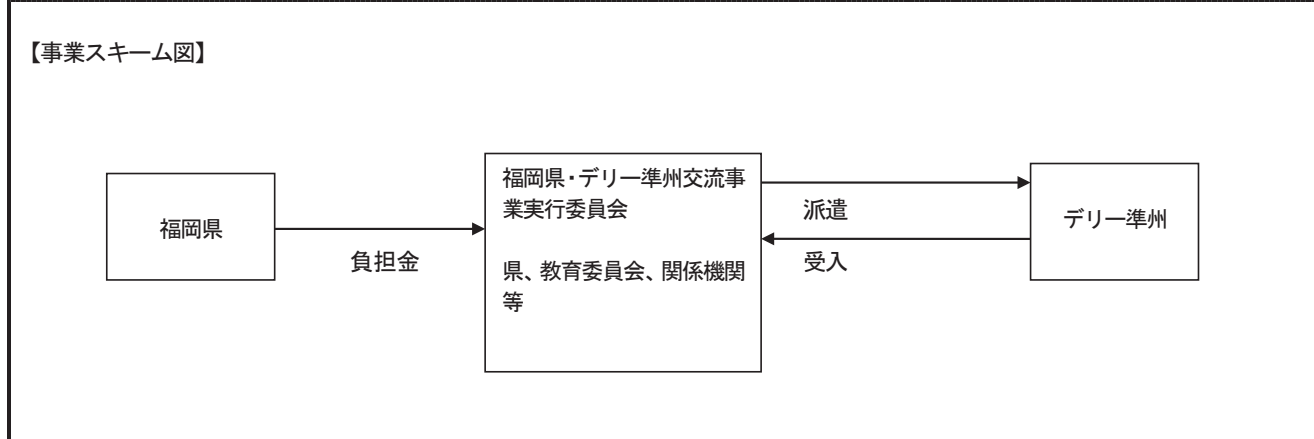 【事業スキーム図】
福岡県
負担金
福岡県・デリー準州交流事
業実行委員会
県、教育委員会、関係機関
等
派遣
受入
デリー準州